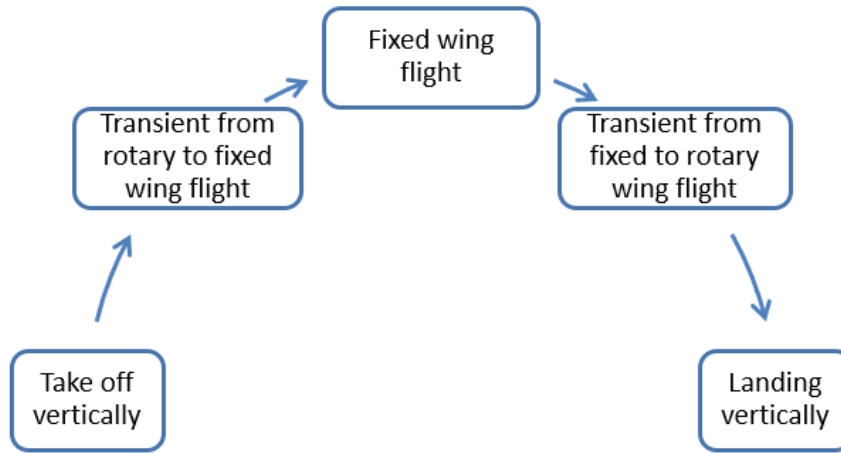 Fixed wing
flight
Transient from
rotary to fixed
wing flight
Transient from
fixed to rotary
wing flight
Take off
vertically
Landing
vertically